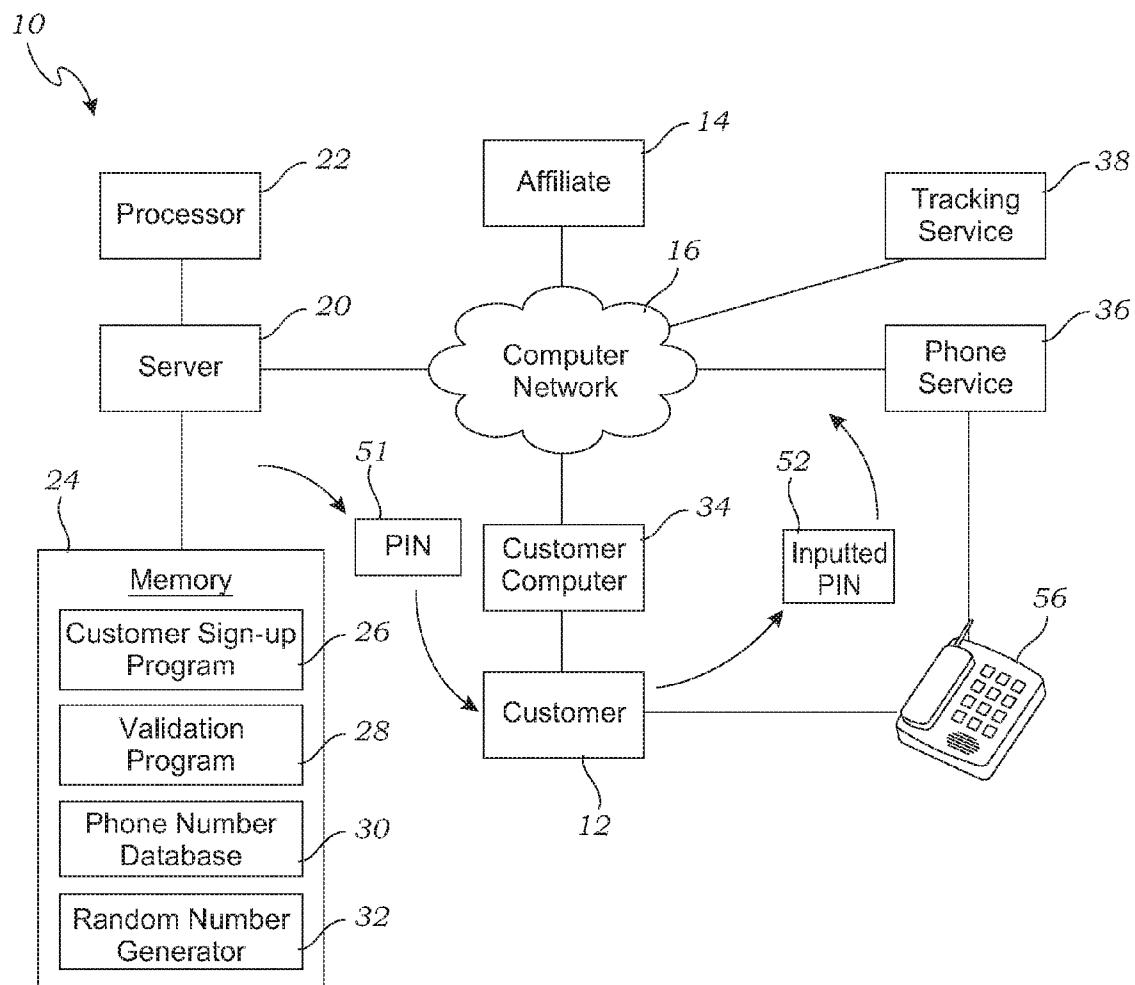 10
14
22
38
Affiliate
Processor
Tracking
Service
16
20
36
Computer
Network
Server
Phone
Service
51
52
24
34
PIN
Customer
Computer
Inputted
PIN
Memory
56
Customer Sign-up
Program
26
Customer
Validation
Program
28
12
Phone Number
Database
30
Random Number
Generator
32